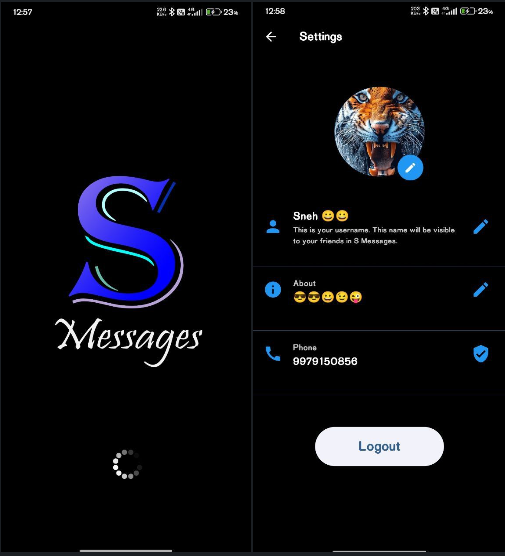 12:57
23%
S
Messages
12:58
23%
Settings
Sneh 😀😀
This is your username. This name will be visible
to your friends in S Messages.
About
😎😎😀😉😜
Phone
9979150856
Logout